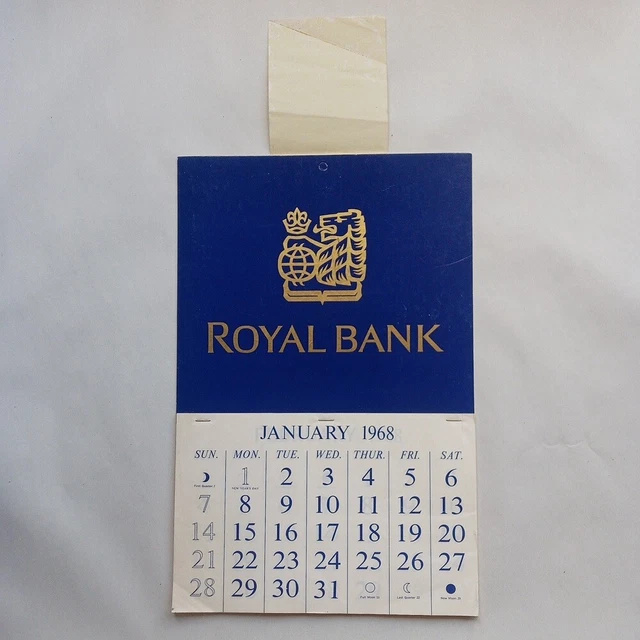 ROYAL BANK
JANUARY 1968
SUN. MON. TUE. WED. THUR. FRI. SAT.
1 2 3 4 5 6
NEW YEAR'S DAY
7 8 9 10 11 12 13
14 15 16 17 18 19 20
21 22 23 24 25 26 27
28 29 30 31